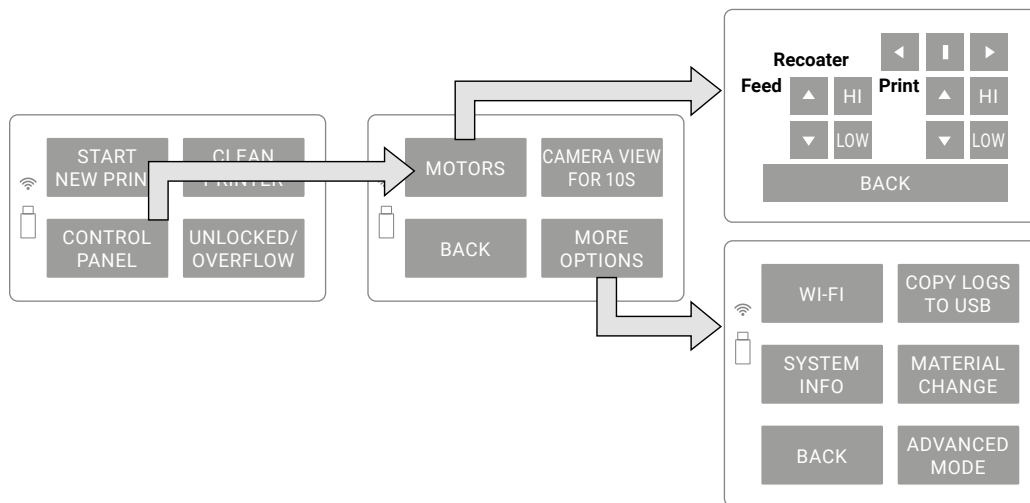 START
NEW PRIN
CLEAN
PRINTER
CONTROL
PANEL
UNLOCKED/
OVERFLOW
MOTORS
CAMERA VIEW
FOR 10S
BACK
MORE
OPTIONS
Recoater
Feed
HI
LOW
Print
HI
LOW
BACK
WI-FI
COPY LOGS
TO USB
SYSTEM
INFO
MATERIAL
CHANGE
BACK
ADVANCED
MODE